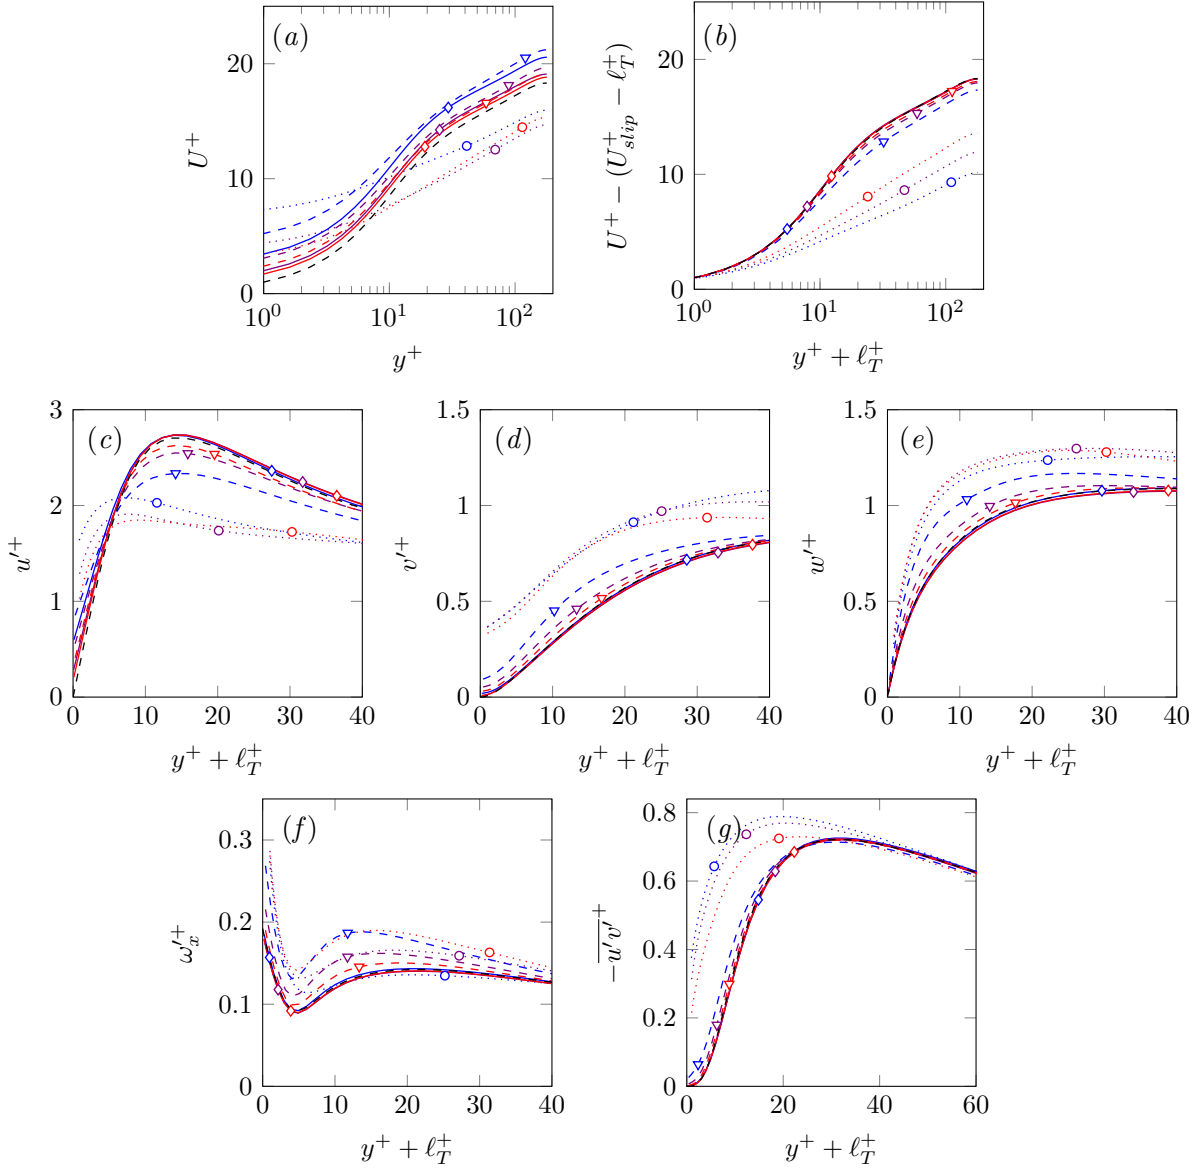 (a)
20
10
0
10^0
10^1
10^2
U^+
y^+
(b)
20
10
0
10^0
10^1
10^2
U^+ − (U^+_{slip} − ℓ^+_T)
y^+ + ℓ^+_T
(c)
3
2
1
0
0 10 20 30 40
u′^+
y^+ + ℓ^+_T
(d)
1.5
1
0.5
0
0 10 20 30 40
v′^+
y^+ + ℓ^+_T
(e)
1.5
1
0.5
0
0 10 20 30 40
w′^+
y^+ + ℓ^+_T
(f)
0.3
0.2
0.1
0
0 10 20 30 40
ω′^+_x
y^+ + ℓ^+_T
(g)
0.8
0.6
0.4
0.2
0
0 20 40 60
−\overline{u′v′}^+
y^+ + ℓ^+_T